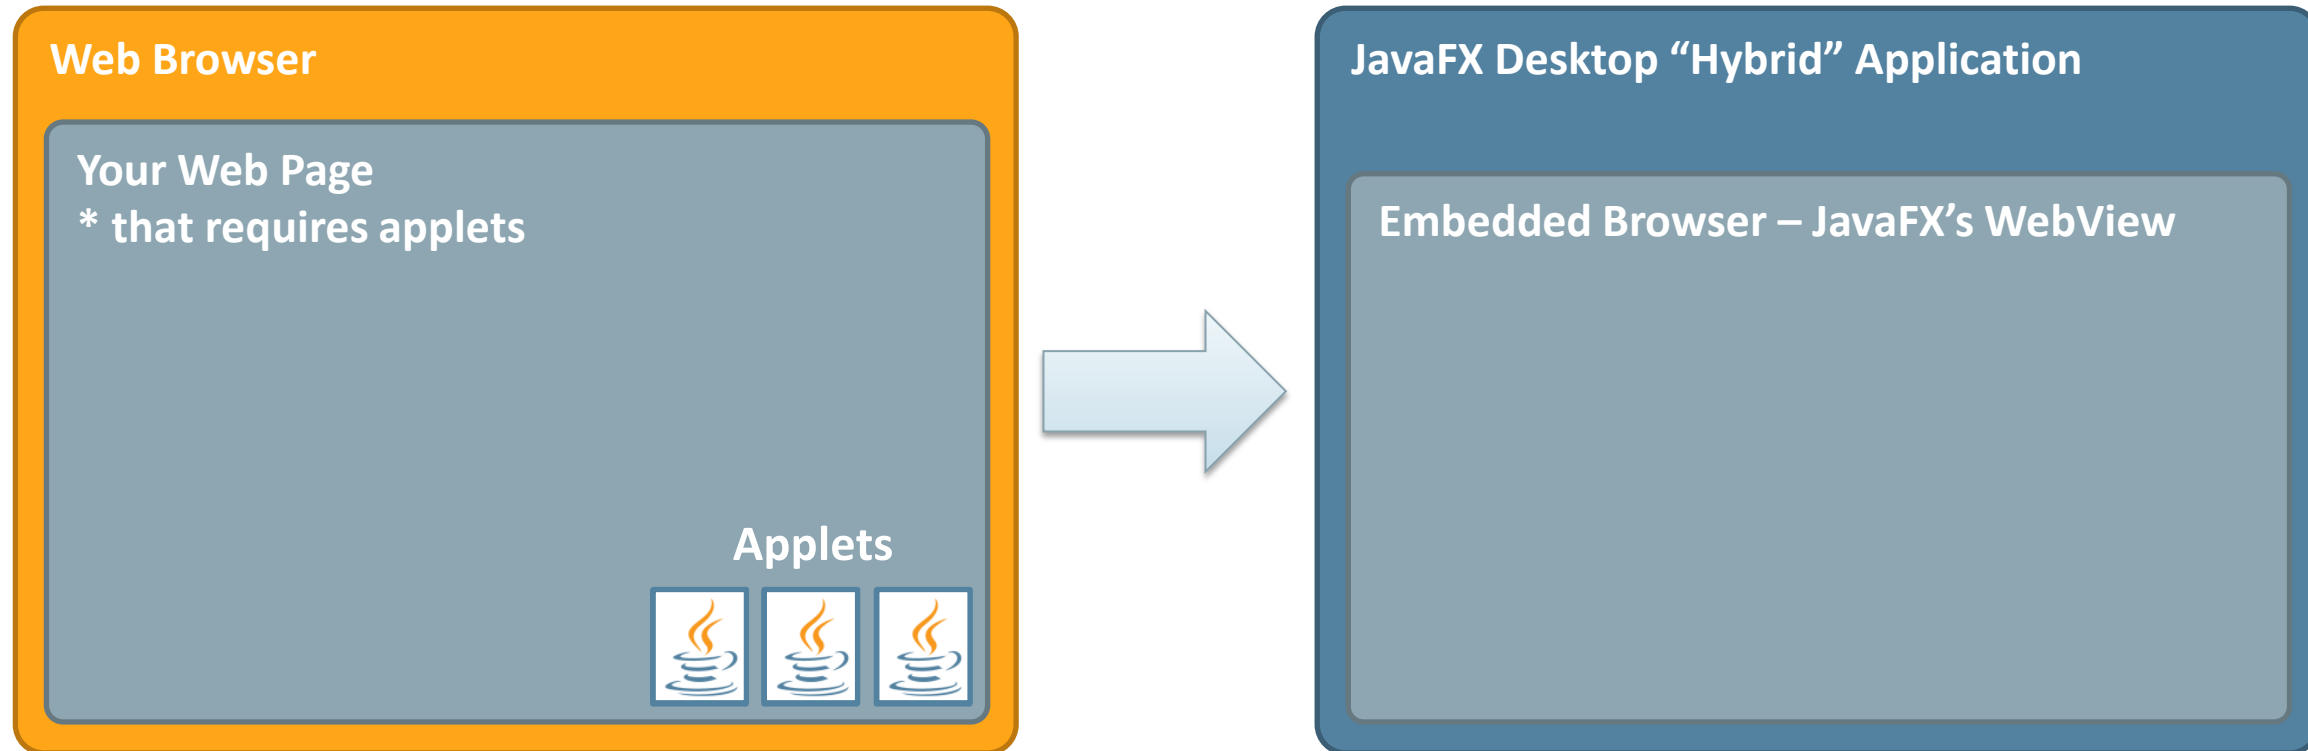 Web Browser
Your Web Page
* that requires applets
Applets
JavaFX Desktop “Hybrid” Application
Embedded Browser – JavaFX’s WebView